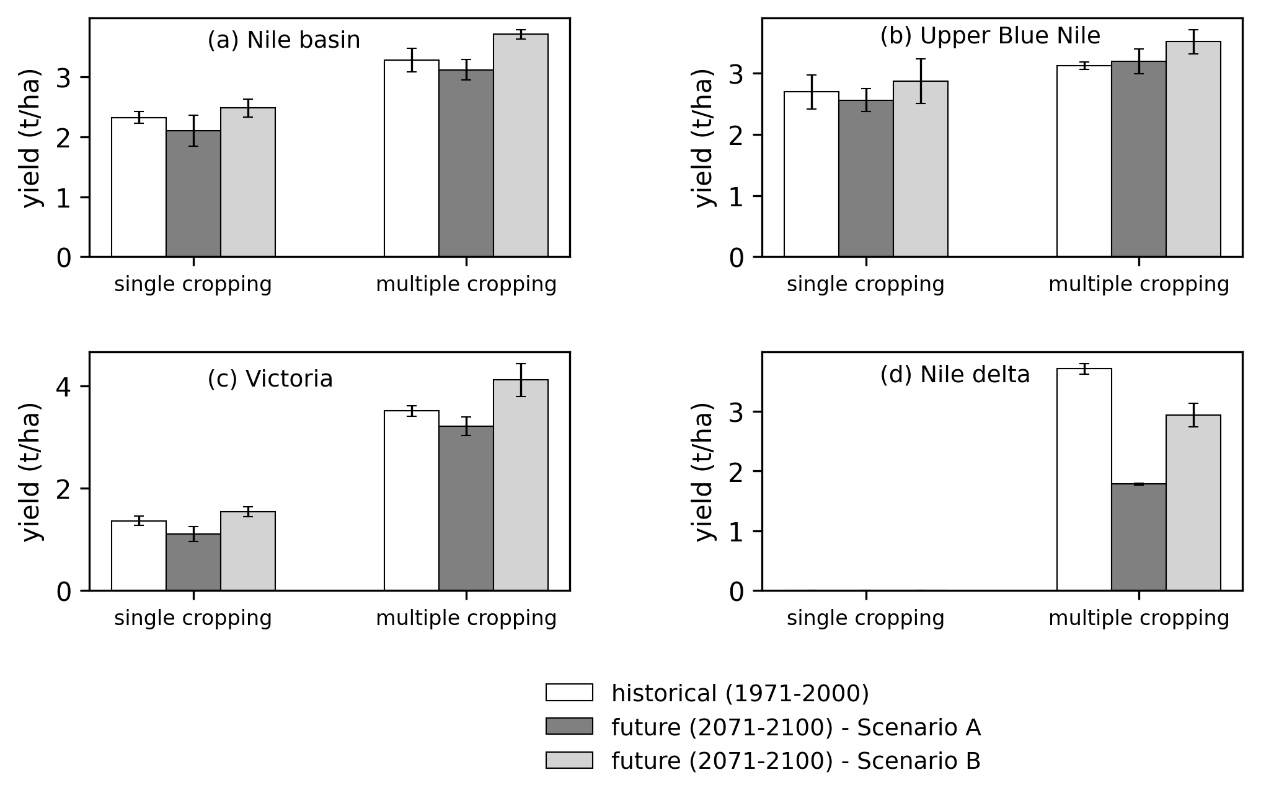 (a) Nile basin
yield (t/ha)
3
2
1
0
single cropping
multiple cropping
(b) Upper Blue Nile
yield (t/ha)
3
2
1
0
single cropping
multiple cropping
(c) Victoria
yield (t/ha)
4
2
0
single cropping
multiple cropping
(d) Nile delta
yield (t/ha)
3
2
1
0
single cropping
multiple cropping
historical (1971-2000)
future (2071-2100) - Scenario A
future (2071-2100) - Scenario B